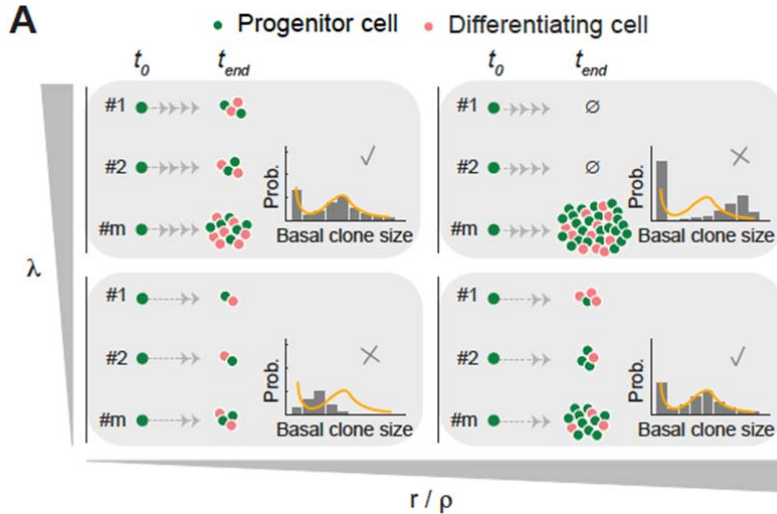 A
Progenitor cell Differentiating cell
t0 tend t0 tend
#1
#2
#m
Prob.
Basal clone size
#1 ∅
#2 ∅
#m
Prob.
Basal clone size
λ
#1
#2
#m
Prob.
Basal clone size
#1
#2
#m
Prob.
Basal clone size
r / ρ